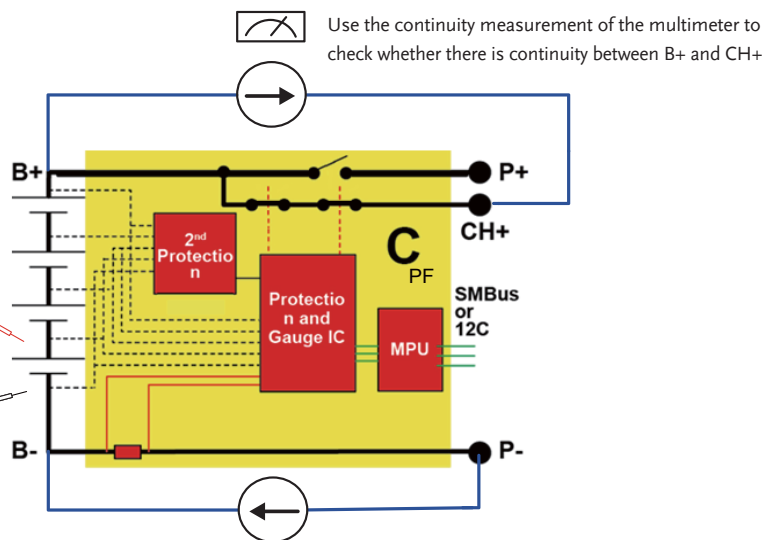 Use the continuity measurement of the multimeter to
check whether there is continuity between B+ and CH+
B+
P+
CH+
2nd
Protectio
n
C
PF
SMBus
or
12C
Protectio
n and
Gauge IC
MPU
B-
P-